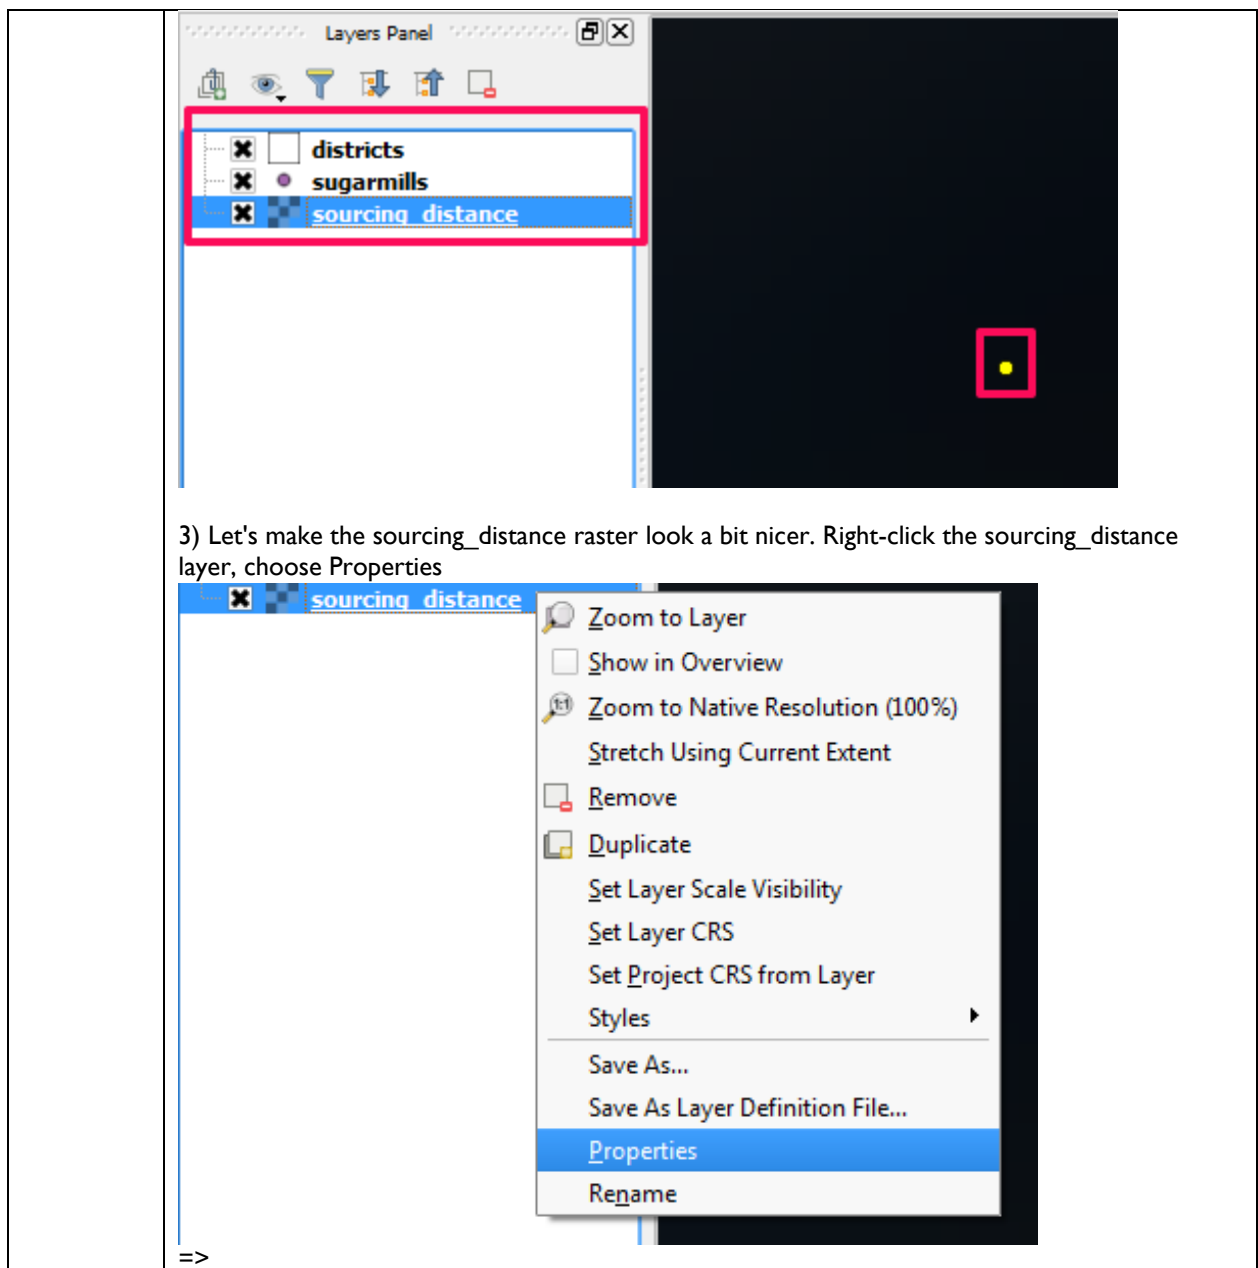 Layers Panel
districts
sugarmills
sourcing_distance
3) Let's make the sourcing_distance raster look a bit nicer. Right-click the sourcing_distance
layer, choose Properties
sourcing_distance
Zoom to Layer
Show in Overview
1:1
Zoom to Native Resolution (100%)
Stretch Using Current Extent
Remove
Duplicate
Set Layer Scale Visibility
Set Layer CRS
Set Project CRS from Layer
Styles
Save As...
Save As Layer Definition File...
Properties
Rename
=>